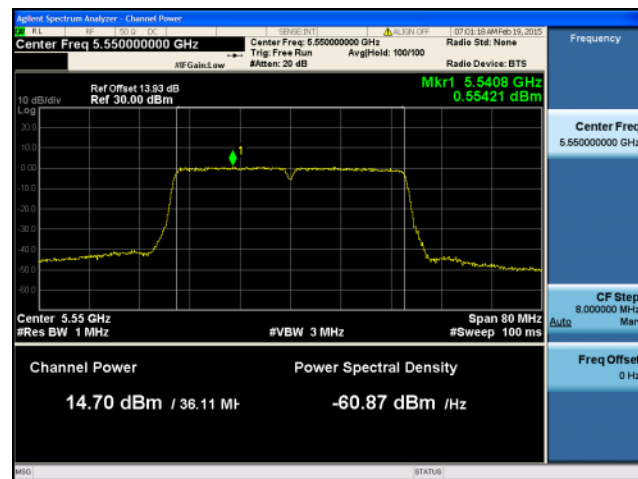 Agilent Spectrum Analyzer - Channel Power
RL RF 50 Ω DC SENSE:INT ALIGN OFF 07:01:18 AM Feb 19, 2015
Center Freq 5.550000000 GHz
Center Freq: 5.550000000 GHz
Radio Std: None
Trig: Free Run Avg|Hold: 100/100
#IFGain:Low
#Atten: 20 dB
Radio Device: BTS
Frequency
Ref Offset 13.93 dB
Mkr1 5.5408 GHz
10 dB/div Ref 30.00 dBm
0.55421 dBm
Log
20.0
10.0
1
0.00
-10.0
-20.0
-30.0
-40.0
-50.0
-60.0
Center 5.55 GHz
Span 80 MHz
#Res BW 1 MHz
#VBW 3 MHz
#Sweep 100 ms
Channel Power
Power Spectral Density
14.70 dBm / 36.11 MH
-60.87 dBm /Hz
Center Freq
5.550000000 GHz
CF Step
8.000000 MHz
Auto Man
Freq Offset
0 Hz
MSG STATUS